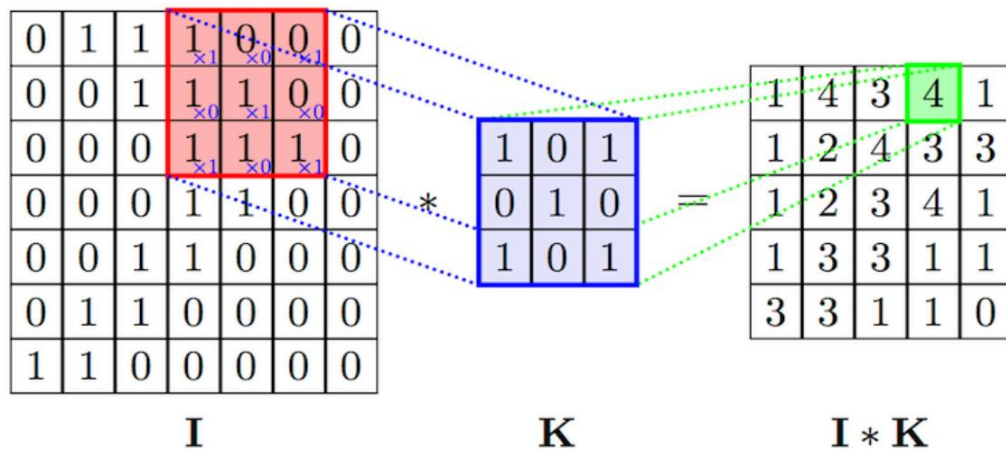 0 1 1 1 0 0 0
×1 ×0 ×1
0 0 1 1 1 0 0
×0 ×1 ×0
0 0 0 1 1 1 0
×1 ×0 ×1
0 0 0 1 1 0 0
0 0 1 1 0 0 0
0 1 1 0 0 0 0
1 1 0 0 0 0 0
I
*
1 0 1
0 1 0
1 0 1
K
=
1 4 3 4 1
1 2 4 3 3
1 2 3 4 1
1 3 3 1 1
3 3 1 1 0
I * K